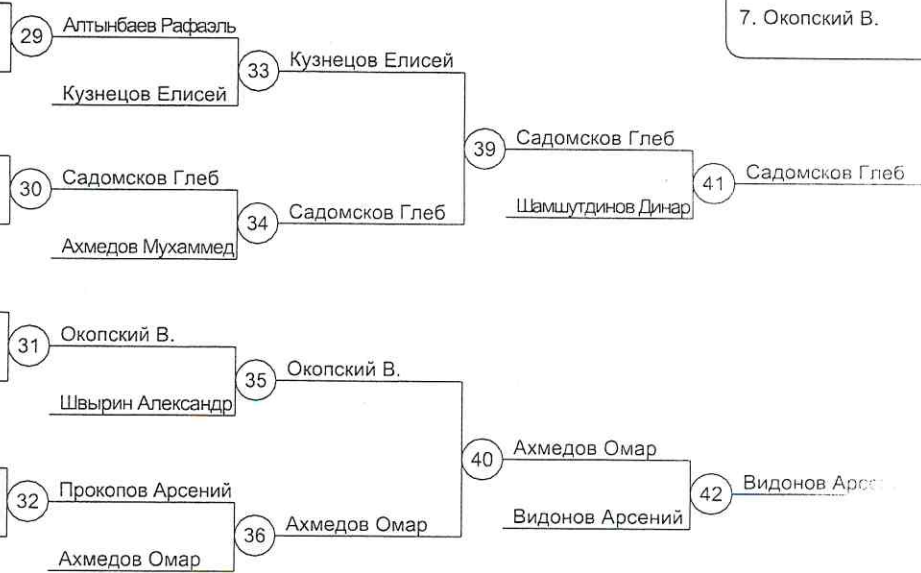 7. Окопский В.
29 Алтынбаев Рафаэль
33 Кузнецов Елисей
Кузнецов Елисей
39 Садомсков Глеб
30 Садомсков Глеб
41 Садомсков Глеб
34 Садомсков Глеб
Шамшутдинов Динар
Ахмедов Мухаммед
31 Окопский В.
35 Окопский В.
Швырин Александр
40 Ахмедов Омар
32 Прокопов Арсений
42 Видонов
36 Ахмедов Омар
Видонов Арсений
Ахмедов Омар